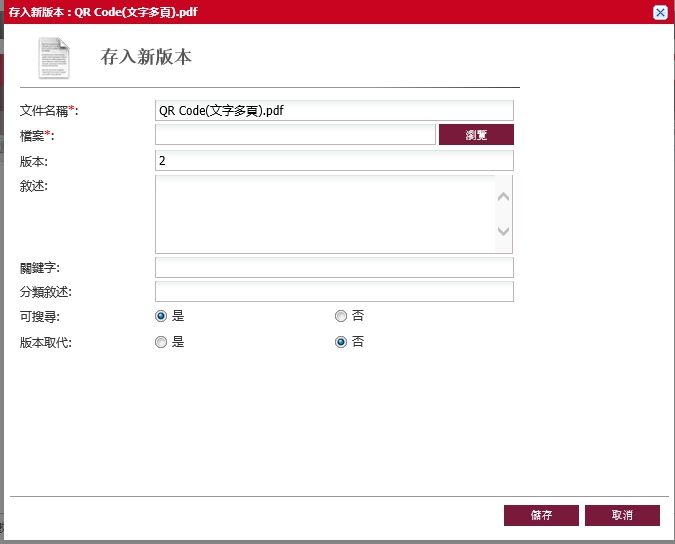 存入新版本 : QR Code(文字多頁).pdf
存入新版本
文件名稱*: QR Code(文字多頁).pdf
檔案*: 瀏覽
版本: 2
敘述:
關鍵字:
分類敘述:
可搜尋: 是 否
版本取代: 是 否
儲存 取消